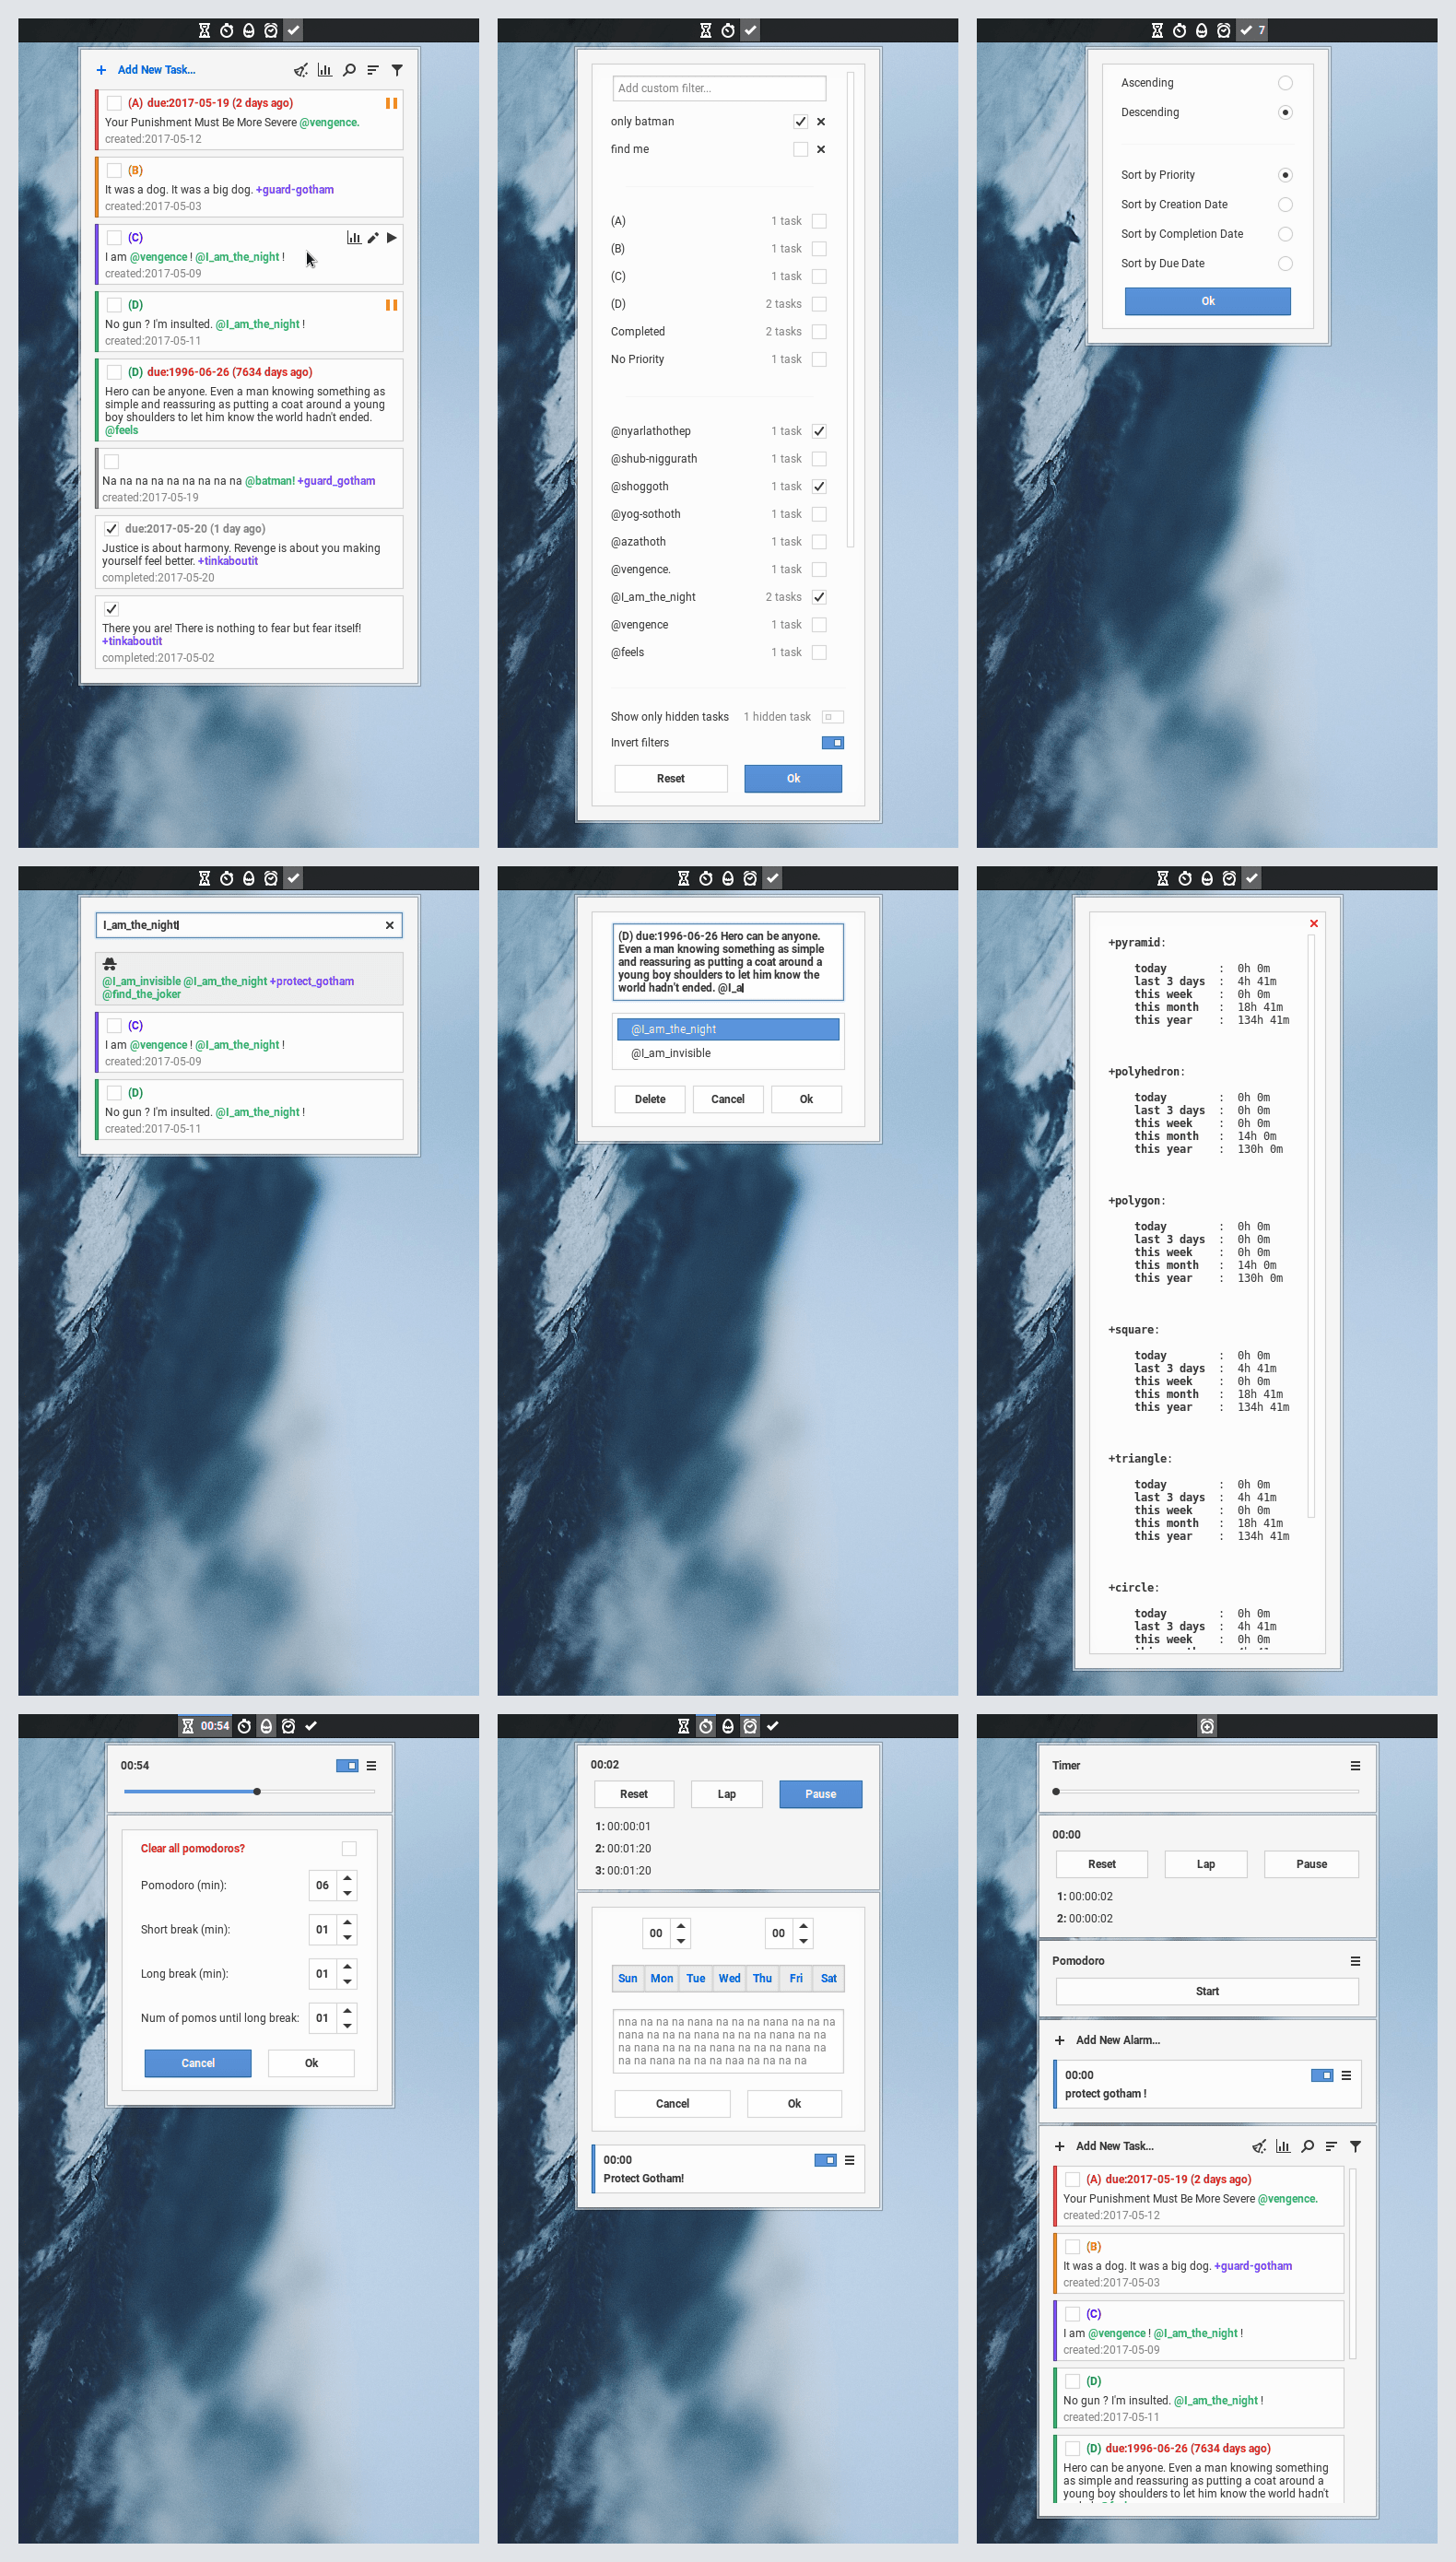 Add New Task...
(A) due:2017-05-19 (2 days ago)
Your Punishment Must Be More Severe @vengence.
created:2017-05-12
(B)
It was a dog. It was a big dog. +guard-gotham
created:2017-05-03
(C)
I am @vengence ! @I_am_the_night !
created:2017-05-09
(D)
No gun ? I'm insulted. @I_am_the_night !
created:2017-05-11
(D) due:1996-06-26 (7634 days ago)
Hero can be anyone. Even a man knowing something as
simple and reassuring as putting a coat around a young
boy shoulders to let him know the world hadn't ended.
@feels
Na na na na na na na na na @batman! +guard_gotham
created:2017-05-19
due:2017-05-20 (1 day ago)
Justice is about harmony. Revenge is about you making
yourself feel better. +tinkaboutit
completed:2017-05-20
There you are! There is nothing to fear but fear itself!
+tinkaboutit
completed:2017-05-02
Add custom filter...
only batman
find me
(A) 1 task
(B) 1 task
(C) 1 task
(D) 2 tasks
Completed 2 tasks
No Priority 1 task
@nyarlathothep 1 task
@shub-niggurath 1 task
@shoggoth 1 task
@yog-sothoth 1 task
@azathoth 1 task
@vengence. 1 task
@I_am_the_night 2 tasks
@vengence 1 task
@feels 1 task
Show only hidden tasks 1 hidden task
Invert filters
Reset Ok
7
Ascending
Descending
Sort by Priority
Sort by Creation Date
Sort by Completion Date
Sort by Due Date
Ok
I_am_the_night
@I_am_invisible @I_am_the_night +protect_gotham
@find_the_joker
(C)
I am @vengence ! @I_am_the_night !
created:2017-05-09
(D)
No gun ? I'm insulted. @I_am_the_night !
created:2017-05-11
(D) due:1996-06-26 Hero can be anyone.
Even a man knowing something as simple
and reassuring as putting a coat around a
young boy shoulders to let him know the
world hadn't ended. @I_a
@I_am_the_night
@I_am_invisible
Delete Cancel Ok
+pyramid:
today : 0h 0m
last 3 days : 4h 41m
this week : 0h 0m
this month : 18h 41m
this year : 134h 41m
+polyhedron:
today : 0h 0m
last 3 days : 0h 0m
this week : 0h 0m
this month : 14h 0m
this year : 130h 0m
+polygon:
today : 0h 0m
last 3 days : 0h 0m
this week : 0h 0m
this month : 14h 0m
this year : 130h 0m
+square:
today : 0h 0m
last 3 days : 4h 41m
this week : 0h 0m
this month : 18h 41m
this year : 134h 41m
+triangle:
today : 0h 0m
last 3 days : 4h 41m
this week : 0h 0m
this month : 18h 41m
this year : 134h 41m
+circle:
today : 0h 0m
last 3 days : 4h 41m
this week : 0h 0m
00:54
00:54
Clear all pomodoros?
Pomodoro (min): 06
Short break (min): 01
Long break (min): 01
Num of pomos until long break: 01
Cancel Ok
00:02
Reset Lap Pause
1: 00:00:01
2: 00:01:20
3: 00:01:20
00 00
Sun Mon Tue Wed Thu Fri Sat
nna na na na nana na na na nana na na na
nana na na na nana na na na nana na na
na nana na na na nana na na na nana na
na na nana na na na naa na na na na
Cancel Ok
00:00
Protect Gotham!
Timer
00:00
Reset Lap Pause
1: 00:00:02
2: 00:00:02
Pomodoro
Start
Add New Alarm...
00:00
protect gotham !
Add New Task...
(A) due:2017-05-19 (2 days ago)
Your Punishment Must Be More Severe @vengence.
created:2017-05-12
(B)
It was a dog. It was a big dog. +guard-gotham
created:2017-05-03
(C)
I am @vengence ! @I_am_the_night !
created:2017-05-09
(D)
No gun ? I'm insulted. @I_am_the_night !
created:2017-05-11
(D) due:1996-06-26 (7634 days ago)
Hero can be anyone. Even a man knowing something
as simple and reassuring as putting a coat around a
young boy shoulders to let him know the world hadn't